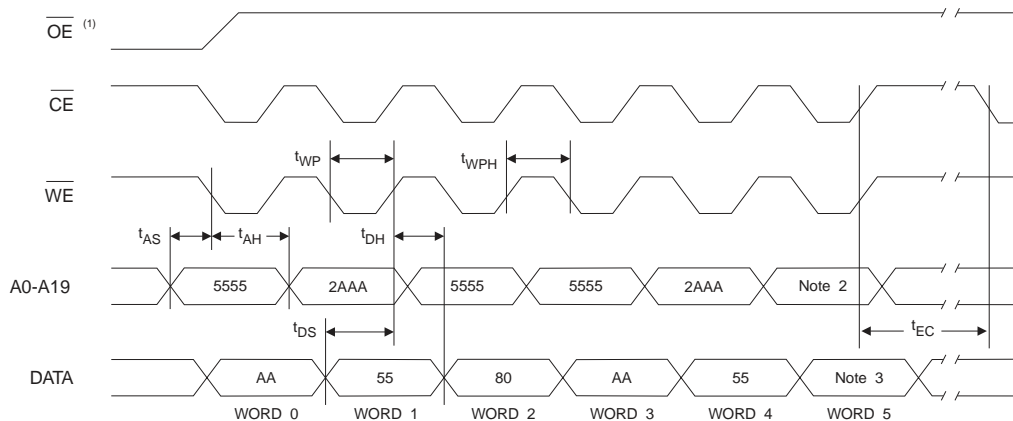 OE (1)
CE
tWP
tWPH
WE
tAS
tAH
tDH
A0-A19
5555
2AAA
5555
5555
2AAA
Note 2
tDS
tEC
DATA
AA
55
80
AA
55
Note 3
WORD 0
WORD 1
WORD 2
WORD 3
WORD 4
WORD 5